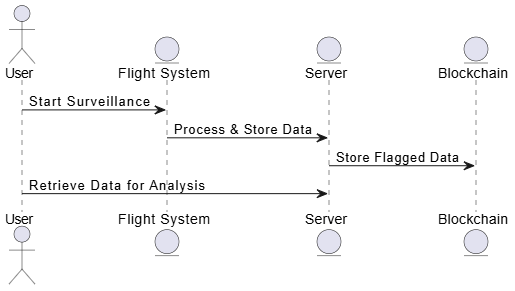 User
Flight System
Server
Blockchain
Start Surveillance
Process & Store Data
Store Flagged Data
Retrieve Data for Analysis
User
Flight System
Server
Blockchain